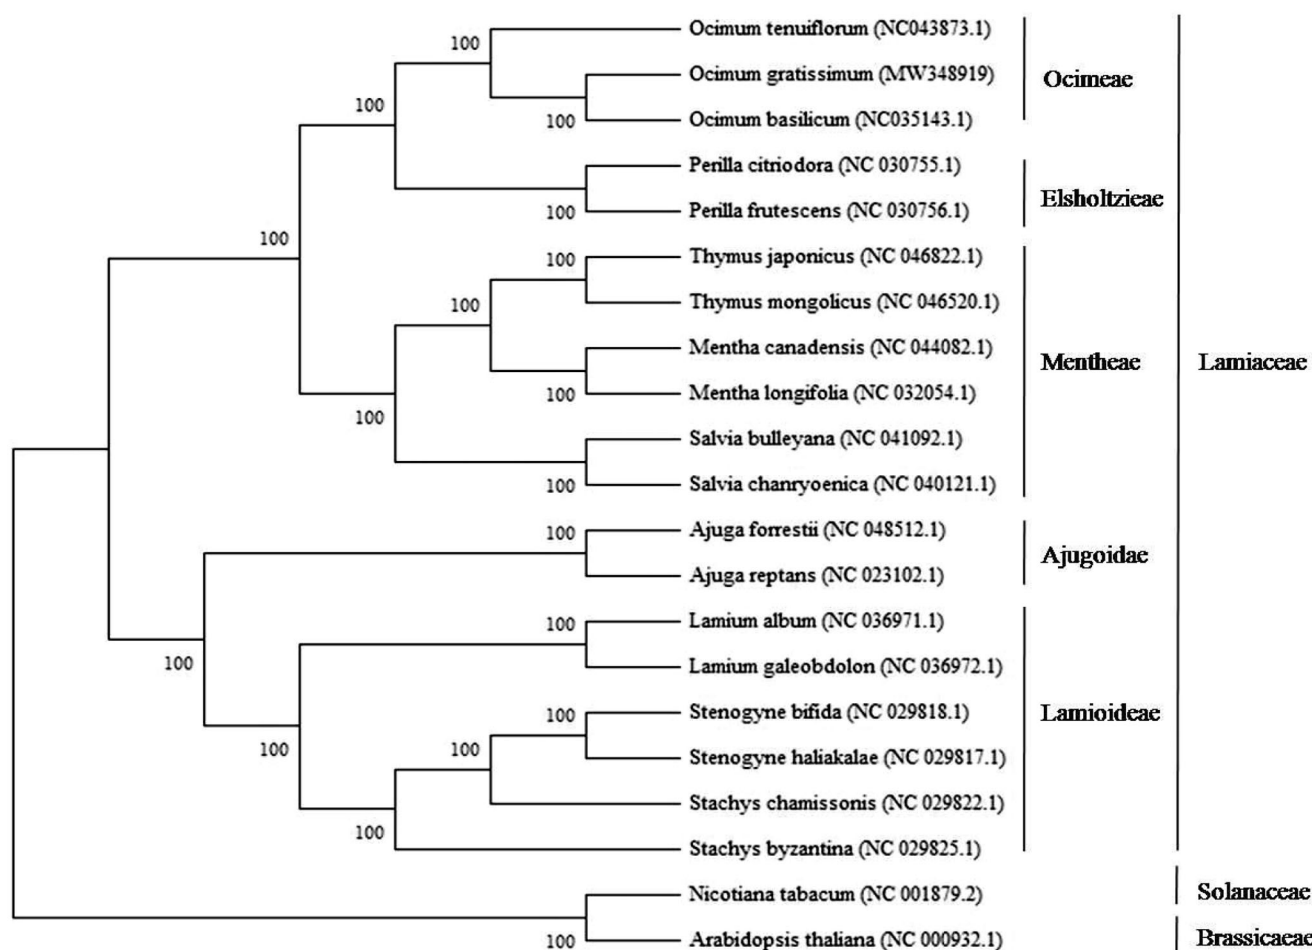 Ocimum tenuiflorum (NC043873.1)
100
Ocimum gratissimum (MW348919)
Ocimeae
100
Ocimum basilicum (NC035143.1)
100
Perilla citriodora (NC 030755.1)
Elsholtzieae
Perilla frutescens (NC 030756.1)
100
100
Thymus japonicus (NC 046822.1)
100
Thymus mongolicus (NC 046520.1)
100
Mentha canadensis (NC 044082.1)
Mentheae
Lamiaceae
Mentha longifolia (NC 032054.1)
100
100
Salvia bulleyana (NC 041092.1)
Salvia chanryoenica (NC 040121.1)
100
Ajuga forrestii (NC 048512.1)
100
Ajugoidae
Ajuga reptans (NC 023102.1)
Lamium album (NC 036971.1)
100
100
Lamium galeobdolon (NC 036972.1)
Stenogyne bifida (NC 029818.1)
Lamioideae
100
100
100
Stenogyne haliakalae (NC 029817.1)
Stachys chamissonis (NC 029822.1)
100
Stachys byzantina (NC 029825.1)
Nicotiana tabacum (NC 001879.2)
Solanaceae
Arabidopsis thaliana (NC 000932.1)
100
Brassicaeae